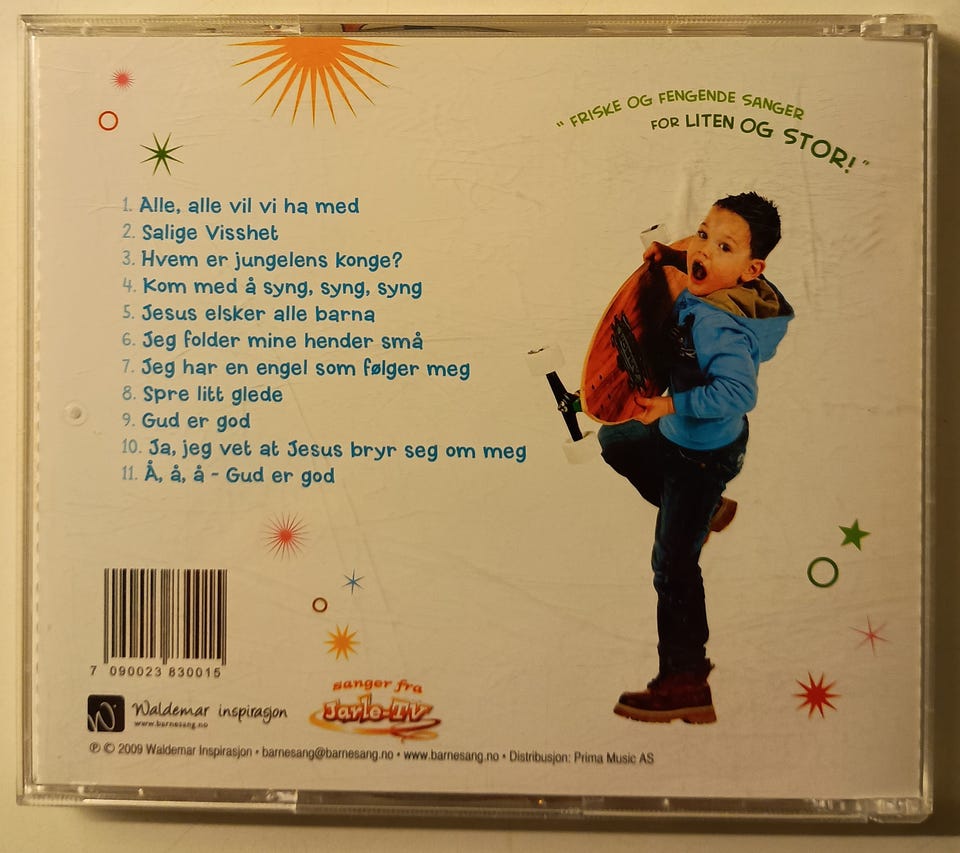 " FRISKE OG FENGENDE SANGER
FOR LITEN OG STOR! "
1. Alle, alle vil vi ha med
2. Salige Visshet
3. Hvem er jungelens konge?
4. Kom med å syng, syng, syng
5. Jesus elsker alle barna
6. Jeg folder mine hender små
7. Jeg har en engel som følger meg
8. Spre litt glede
9. Gud er god
10. Ja, jeg vet at Jesus bryr seg om meg
11. Å, å, å - Gud er god
7 090023 830015
W
Waldemar inspirasjon
www.barnesang.no
sanger fra
Jarle-TV
℗ © 2009 Waldemar Inspirasjon • barnesang@barnesang.no • www.barnesang.no • Distribusjon: Prima Music AS